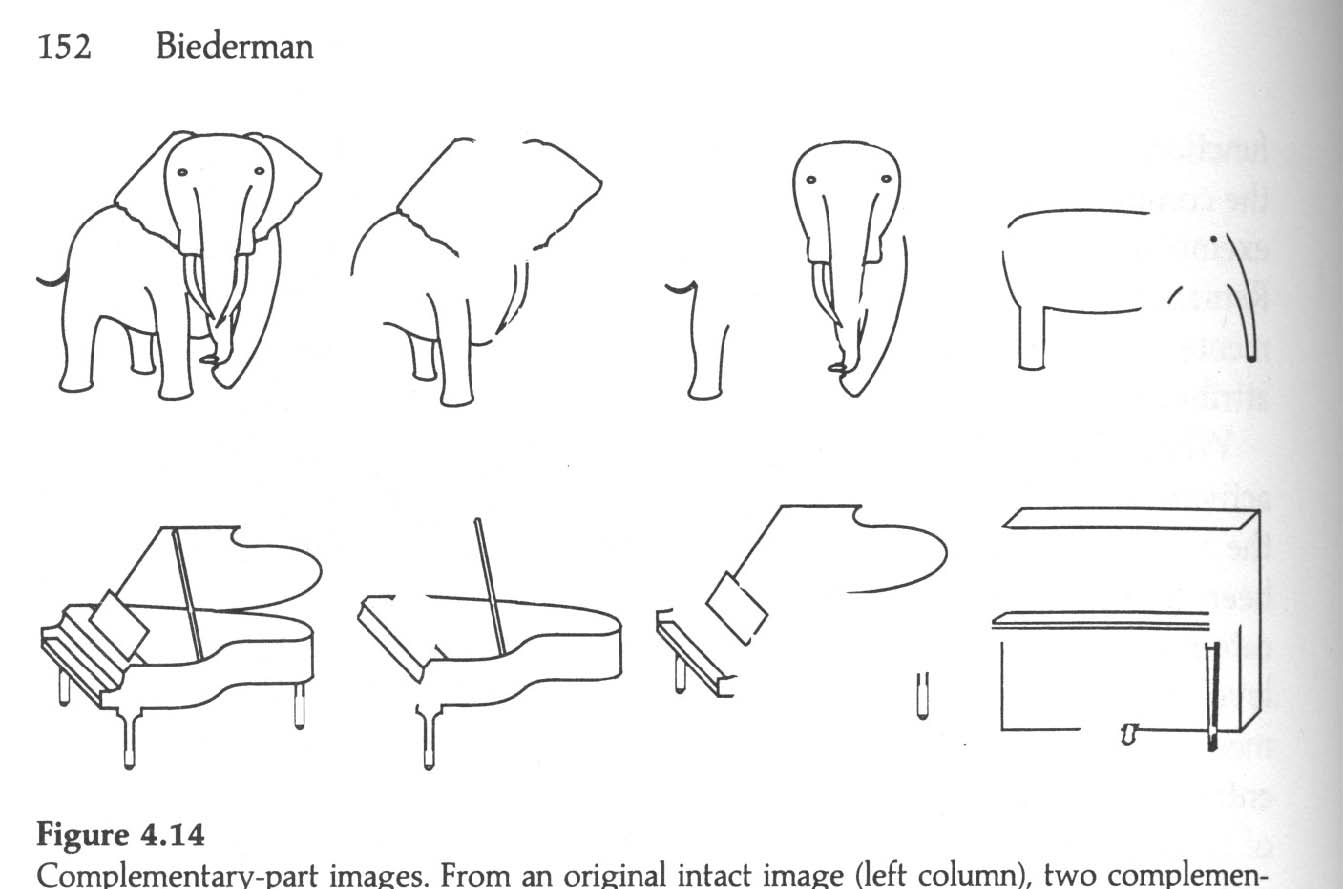 152 Biederman
Figure 4.14
Complementary-part images. From an original intact image (left column), two complemen-